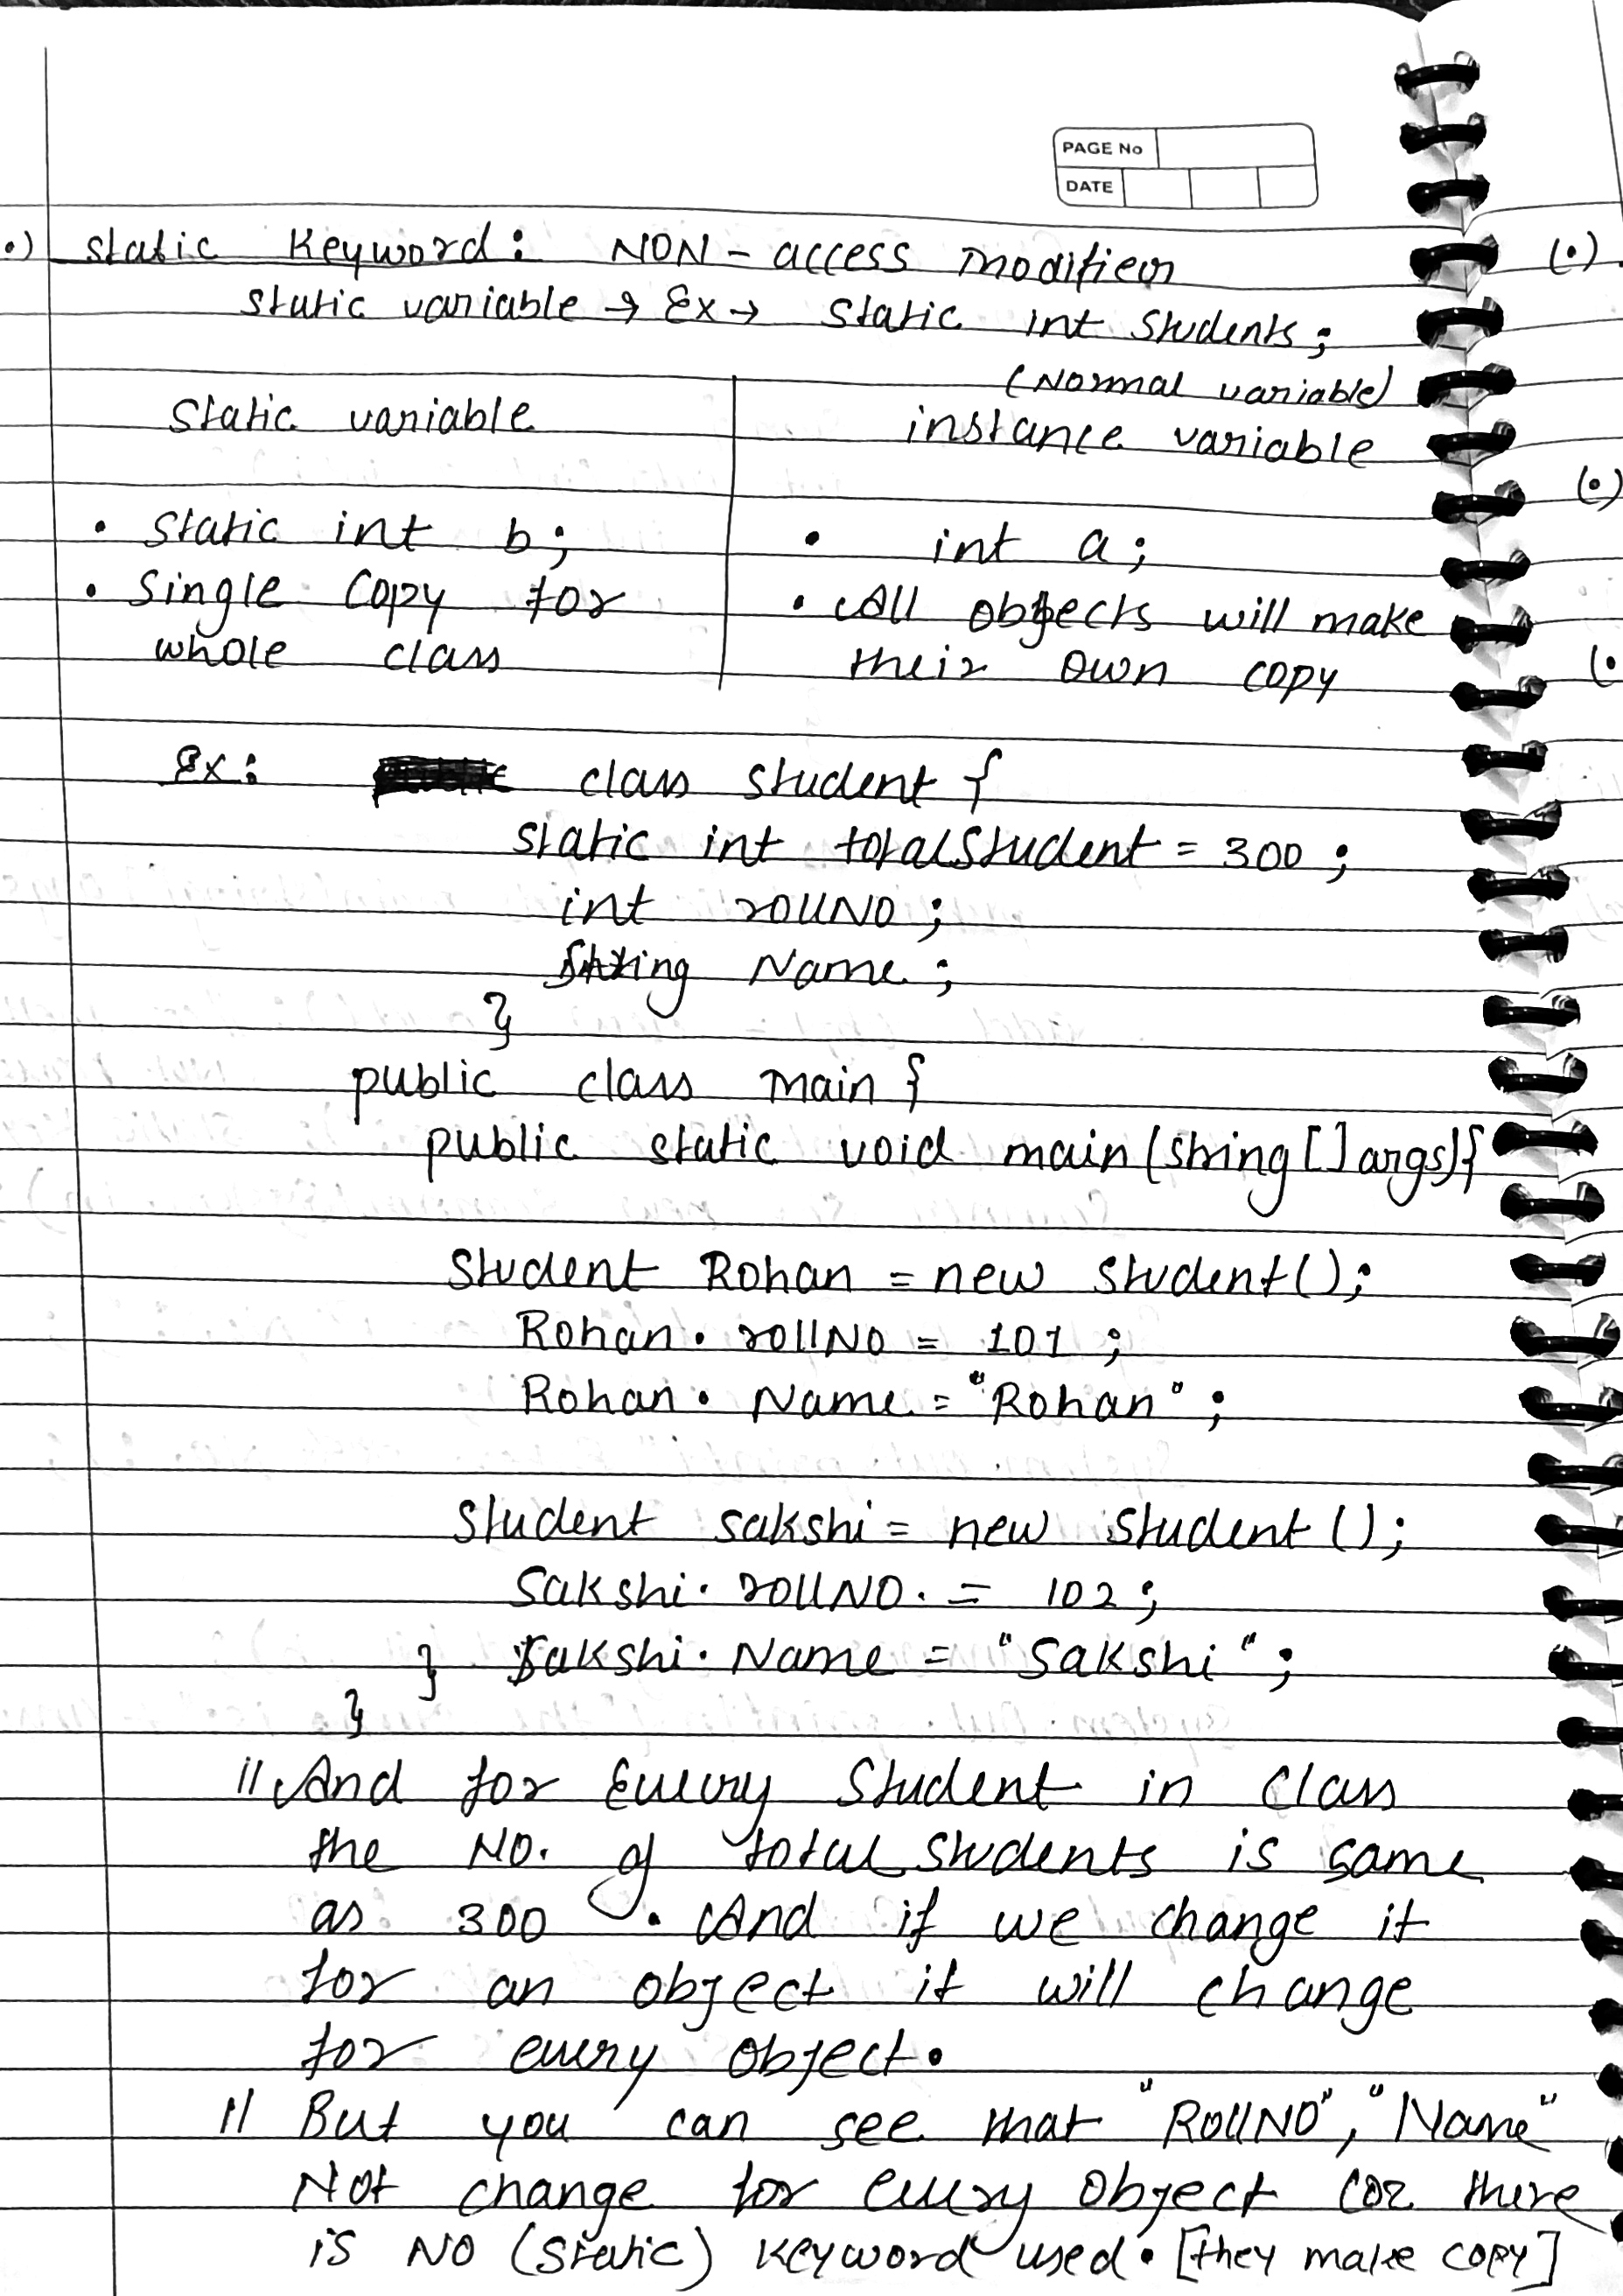 PAGE No
DATE
•) static Keyword: NON - access modifier (•)
static variable → Ex → static int students;
(Normal variable)
static variable instance variable
(•)
• static int b; • int a;
• Single Copy for • All objects will make
whole class their own copy
Ex: class student {
static int totalStudent = 300 ;
int rollNO ;
String Name ;
}
public class main {
public static void main (string [] args) {
student Rohan = new student ();
Rohan . rollNO = 101 ;
Rohan . Name = "Rohan" ;
student sakshi = new student ();
Sakshi . rollNO. = 102 ;
} Sakshi . Name = "Sakshi" ;
}
// And for Every Student in Class
the NO. of total students is same
as 300 . And if we change it
for an object it will change
for every object.
// But you can see that "RollNO", "Name"
Not change for every object coz there
is NO (static) keyword used. [they make copy]